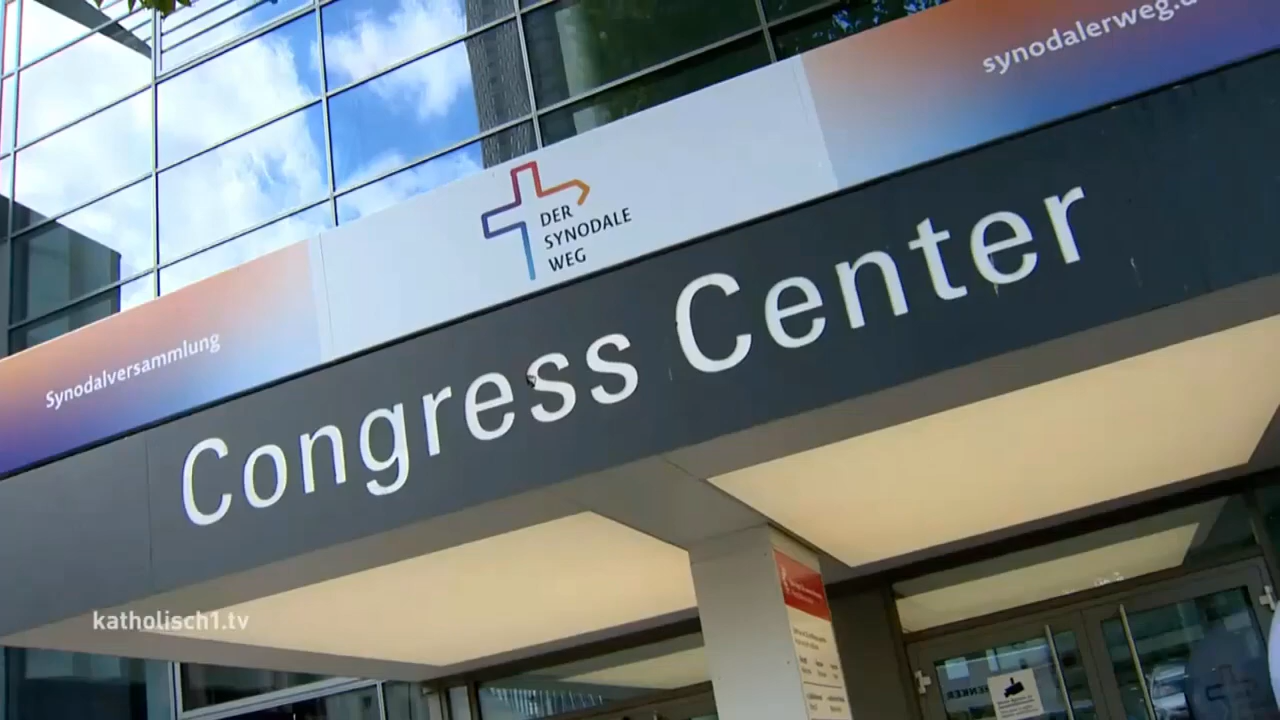 synodalerweg.d
DER
SYNODALE
WEG
Synodalversammlung
Congress Center
katholisch1.tv